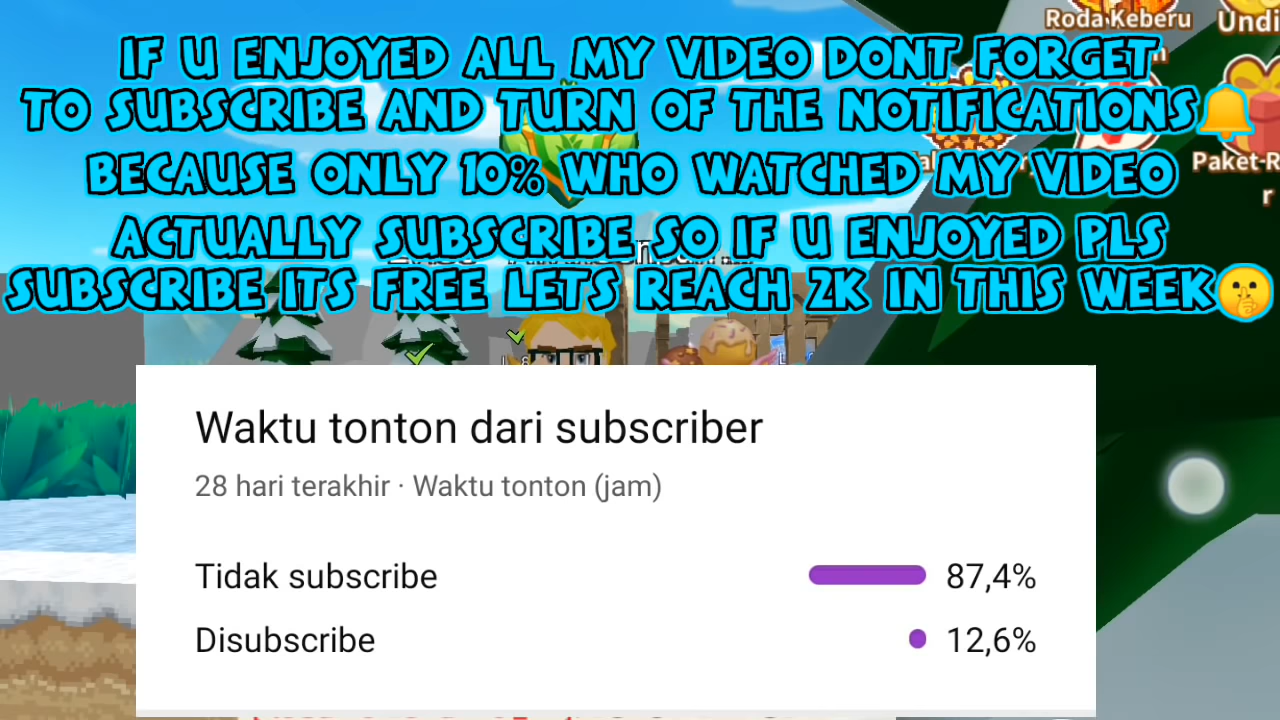 Roda Keberu
Undi
IF U ENJOYED ALL MY VIDEO DONT FORGET
TO SUBSCRIBE AND TURN OF THE NOTIFICATIONS🔔
BECAUSE ONLY 10% WHO WATCHED MY VIDEO
Paket-R
r
ACTUALLY SUBSCRIBE SO IF U ENJOYED PLS
SUBSCRIBE ITS FREE LETS REACH 2K IN THIS WEEK🤫
Waktu tonton dari subscriber
28 hari terakhir · Waktu tonton (jam)
Tidak subscribe 87,4%
Disubscribe 12,6%